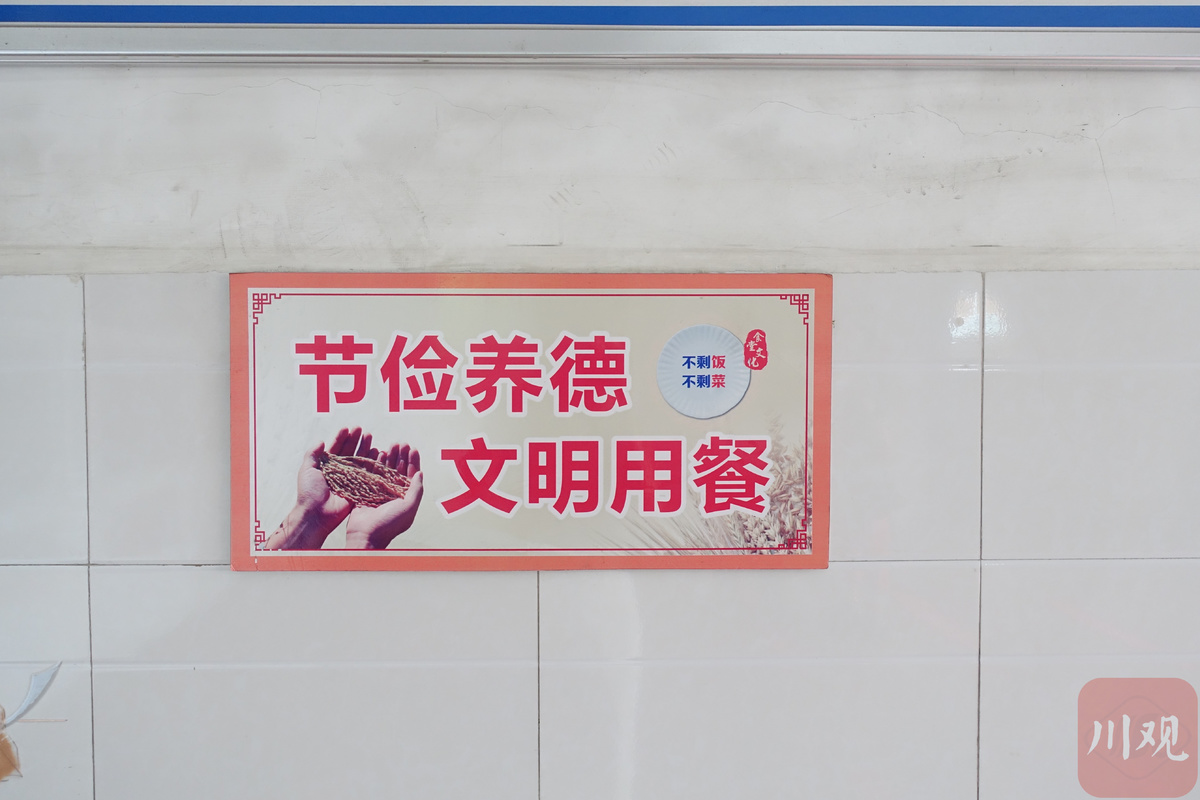 节俭养德
不剩饭
不剩菜
食堂文化
文明用餐
川观